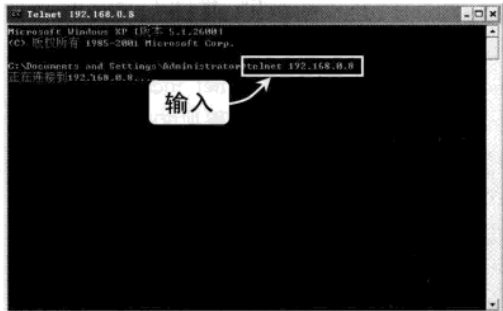 Telnet 192.168.0.8
Microsoft Windows XP [版本 5.1.2600]
(C) 版权所有 1985-2001 Microsoft Corp.
C:\Documents and Settings\Administrator>telnet 192.168.0.8
正在连接到192.168.0.8...
输入